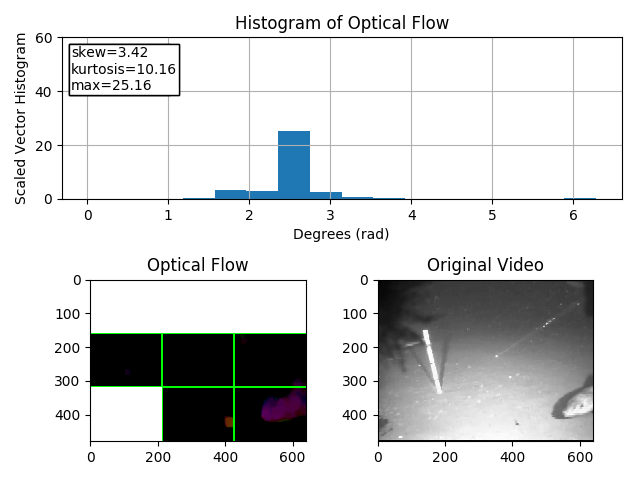 Histogram of Optical Flow
skew=3.42
kurtosis=10.16
max=25.16
Scaled Vector Histogram
60
40
20
0
0 1 2 3 4 5 6
Degrees (rad)
Optical Flow
0
100
200
300
400
0 200 400 600
Original Video
0
100
200
300
400
0 200 400 600